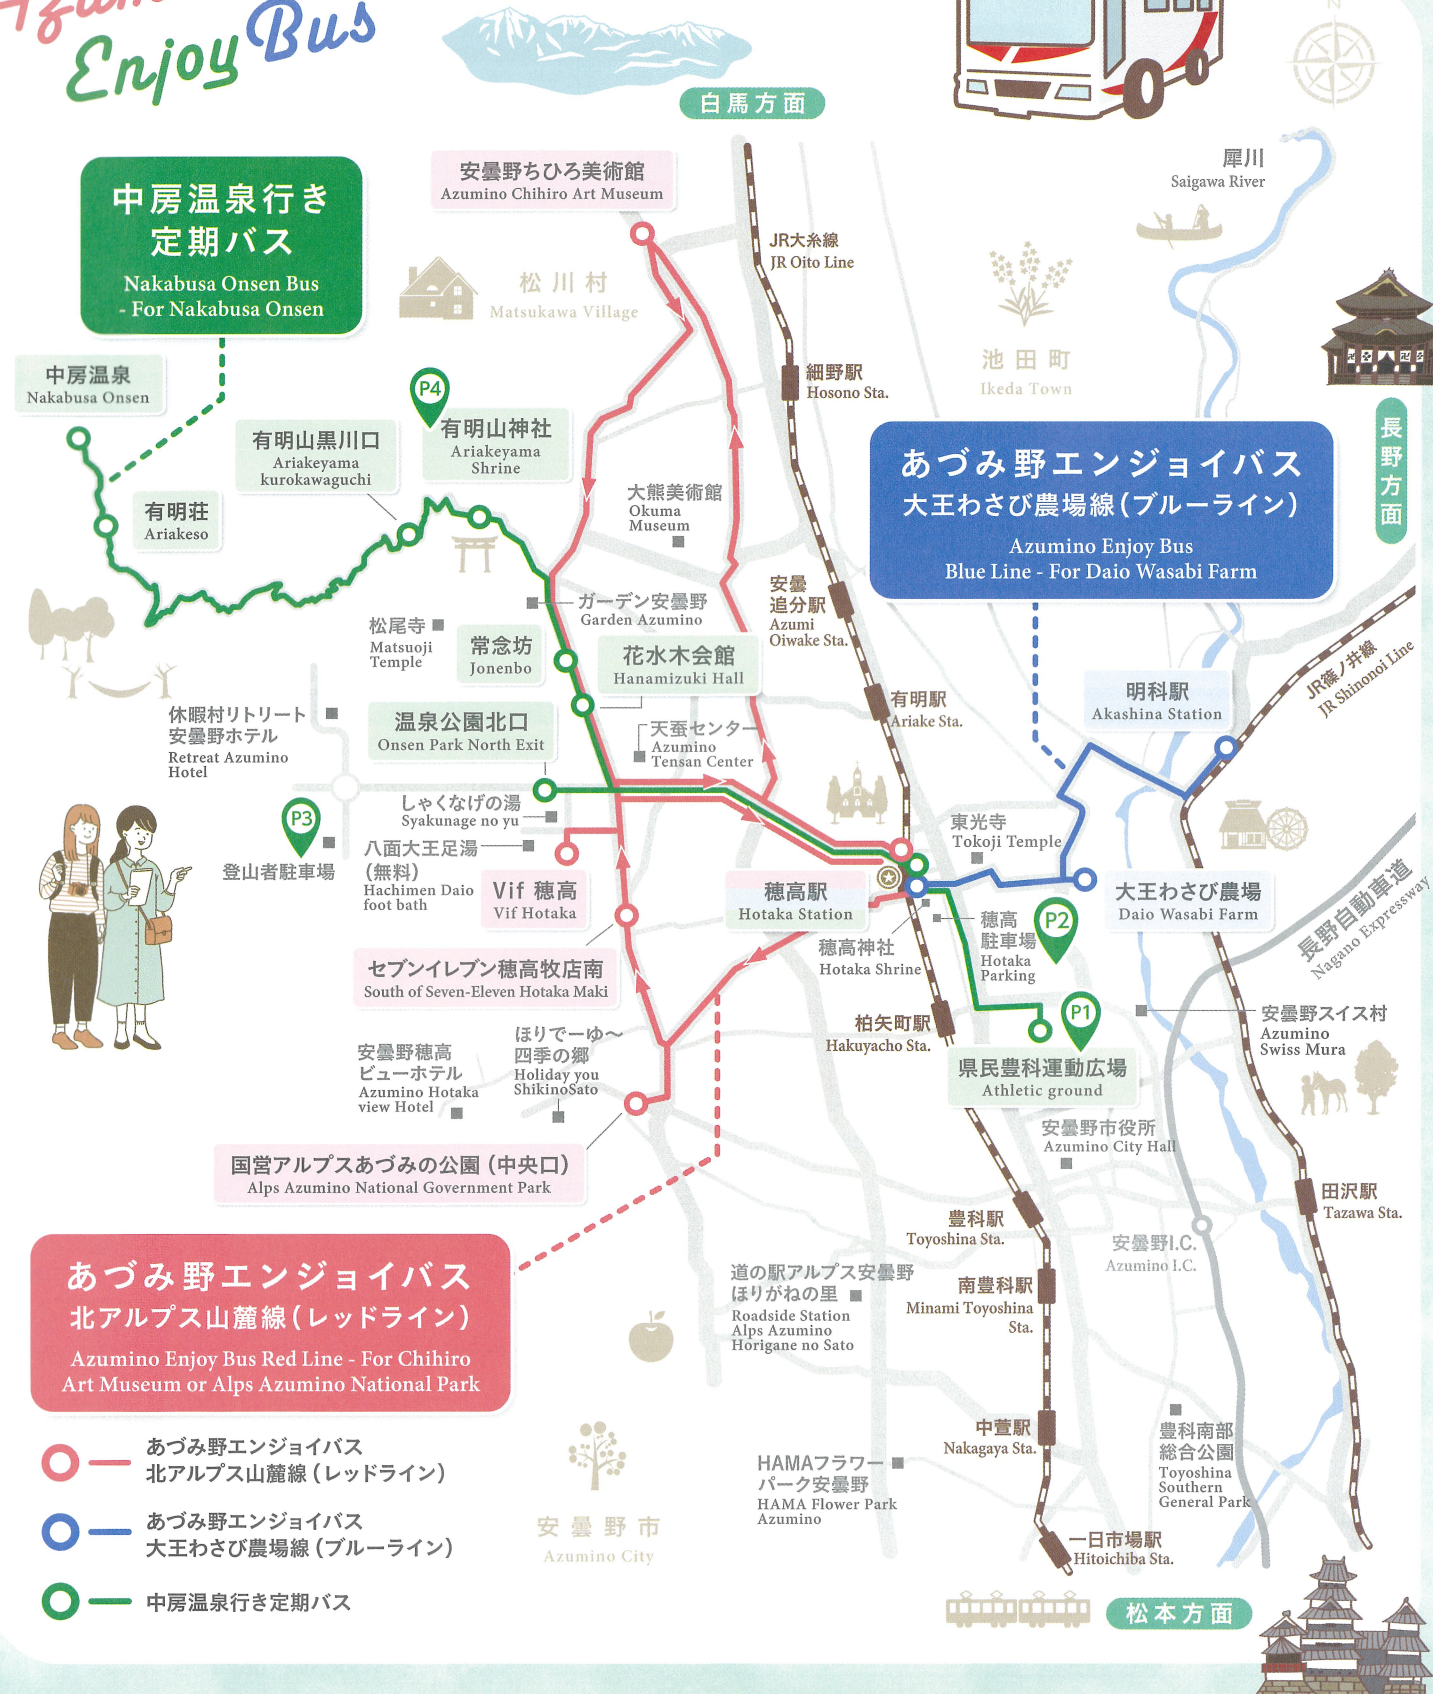 Enjoy Bus
白馬方面
N
中房温泉行き
定期バス
Nakabusa Onsen Bus
- For Nakabusa Onsen
安曇野ちひろ美術館
Azumino Chihiro Art Museum
犀川
Saigawa River
JR大糸線
JR Oito Line
松川村
Matsukawa Village
池田町
Ikeda Town
中房温泉
Nakabusa Onsen
P4
細野駅
Hosono Sta.
有明山黒川口
Ariakeyama
kurokawaguchi
有明山神社
Ariakeyama
Shrine
長野方面
あづみ野エンジョイバス
大王わさび農場線(ブルーライン)
Azumino Enjoy Bus
Blue Line - For Daio Wasabi Farm
有明荘
Ariakeso
大熊美術館
Okuma
Museum
安曇
追分駅
Azumi
Oiwake Sta.
ガーデン安曇野
Garden Azumino
松尾寺
Matsuoji
Temple
常念坊
Jonenbo
花水木会館
Hanamizuki Hall
JR篠ノ井線
JR Shinonoi Line
明科駅
Akashina Station
有明駅
Ariake Sta.
休暇村リトリート
安曇野ホテル
Retreat Azumino
Hotel
温泉公園北口
Onsen Park North Exit
天蚕センター
Azumino
Tensan Center
しゃくなげの湯
Syakunage no yu
P3
登山者駐車場
八面大王足湯
(無料)
Hachimen Daio
foot bath
Vif 穂高
Vif Hotaka
東光寺
Tokoji Temple
穂高駅
Hotaka Station
大王わさび農場
Daio Wasabi Farm
長野自動車道
Nagano Expressway
P2
穂高
駐車場
Hotaka
Parking
穂高神社
Hotaka Shrine
セブンイレブン穂高牧店南
South of Seven-Eleven Hotaka Maki
P1
柏矢町駅
Hakuyacho Sta.
安曇野スイス村
Azumino
Swiss Mura
安曇野穂高
ビューホテル
Azumino Hotaka
view Hotel
ほりでーゆ～
四季の郷
Holiday you
ShikinoSato
県民豊科運動広場
Athletic ground
安曇野市役所
Azumino City Hall
国営アルプスあづみの公園(中央口)
Alps Azumino National Government Park
田沢駅
Tazawa Sta.
豊科駅
Toyoshina Sta.
安曇野I.C.
Azumino I.C.
あづみ野エンジョイバス
北アルプス山麓線(レッドライン)
Azumino Enjoy Bus Red Line - For Chihiro
Art Museum or Alps Azumino National Park
道の駅アルプス安曇野
ほりがねの里
Roadside Station
Alps Azumino
Horigane no Sato
南豊科駅
Minami Toyoshina
Sta.
中萱駅
Nakagaya Sta.
豊科南部
総合公園
Toyoshina
Southern
General Park
あづみ野エンジョイバス
北アルプス山麓線(レッドライン)
HAMAフラワー
パーク安曇野
HAMA Flower Park
Azumino
あづみ野エンジョイバス
大王わさび農場線(ブルーライン)
安曇野市
Azumino City
一日市場駅
Hitoichiba Sta.
中房温泉行き定期バス
松本方面